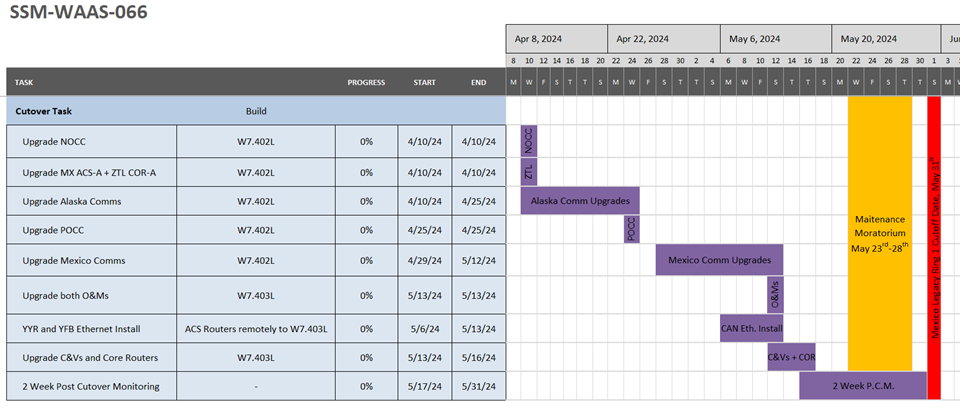 SSM-WAAS-066
Apr 8, 2024 Apr 22, 2024 May 6, 2024 May 20, 2024
8 10 12 14 16 18 20 22 24 26 28 30 2 4 6 8 10 12 14 16 18 20 22 24 26 28 30 1 3
TASK PROGRESS START END M W F S T T S M W F S T T S M W F S T T S M W F S T T S M
Cutover Task Build
Upgrade NOCC W7.402L 0% 4/10/24 4/10/24 NOCC
Upgrade MX ACS-A + ZTL COR-A W7.402L 0% 4/10/24 4/10/24 ZTL
Upgrade Alaska Comms W7.402L 0% 4/10/24 4/25/24 Alaska Comm Upgrades
Upgrade POCC W7.402L 0% 4/25/24 4/25/24 POCC
Upgrade Mexico Comms W7.402L 0% 4/29/24 5/12/24 Mexico Comm Upgrades
Upgrade both O&Ms W7.403L 0% 5/13/24 5/13/24 O&Ms
YYR and YFB Ethernet Install ACS Routers remotely to W7.403L 0% 5/6/24 5/13/24 CAN Eth. Install
Upgrade C&Vs and Core Routers W7.403L 0% 5/13/24 5/16/24 C&Vs + COR
2 Week Post Cutover Monitoring - 0% 5/17/24 5/31/24 2 Week P.C.M.
Maitenance
Moratorium
May 23rd-28th
Mexico Legacy Ring 1 Cutoff Date, May 31st